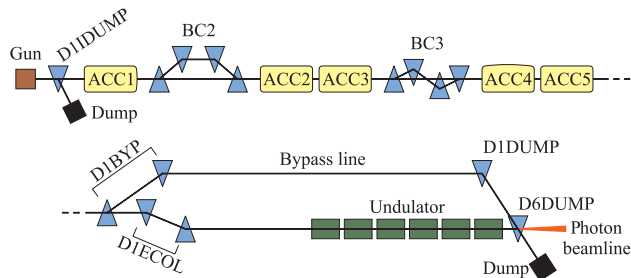 Gun
D1IDUMP
Dump
ACC1
BC2
ACC2
ACC3
BC3
ACC4
ACC5
D1BYP
D1ECOL
Bypass line
Undulator
D1DUMP
D6DUMP
Photon
beamline
Dump